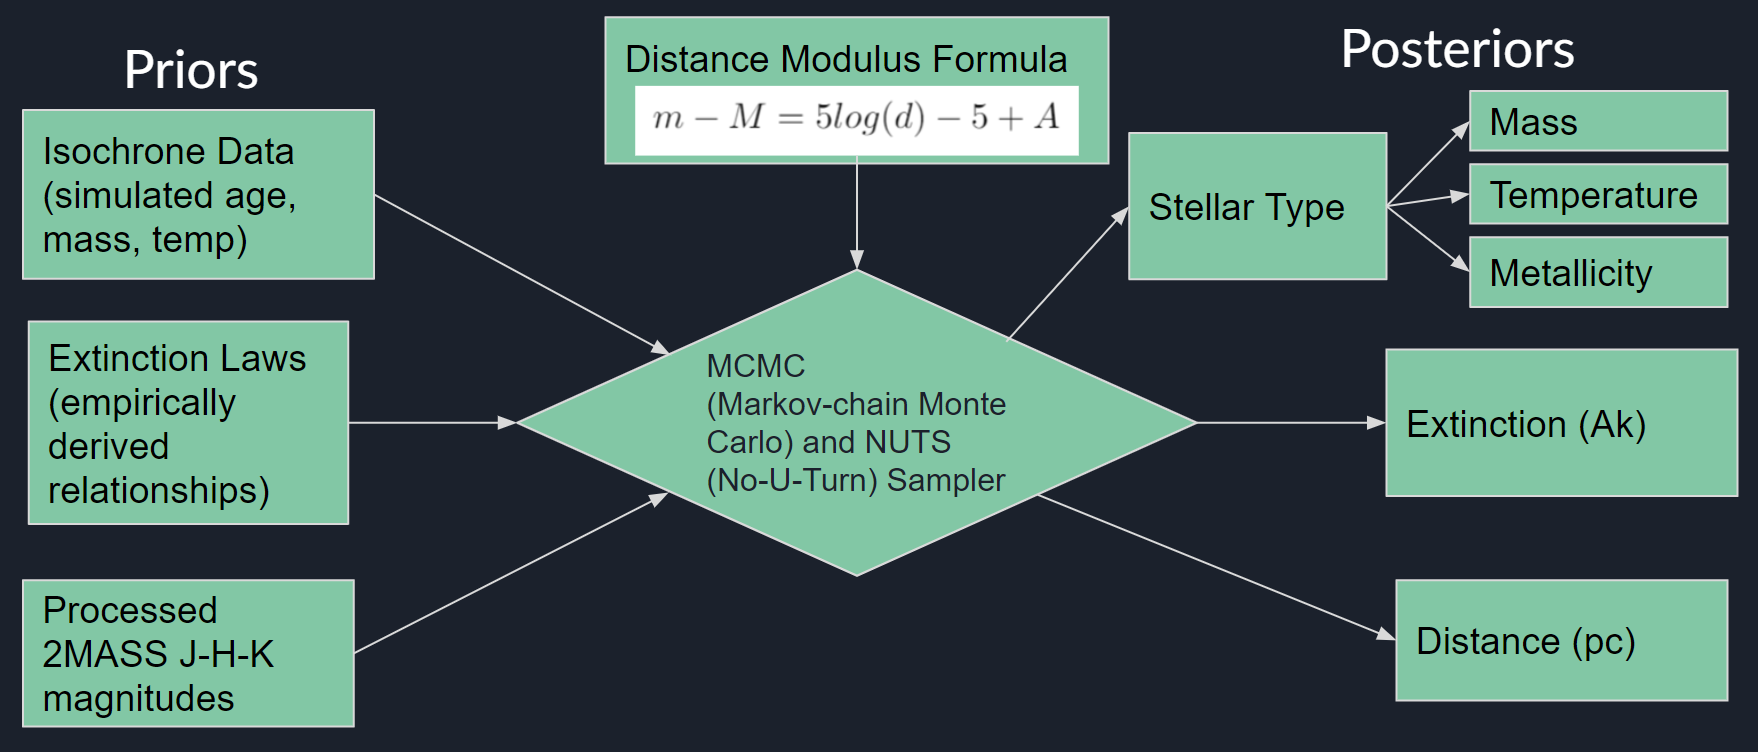 Priors
Isochrone Data
(simulated age,
mass, temp)
Extinction Laws
(empirically
derived
relationships)
Processed
2MASS J-H-K
magnitudes
Distance Modulus Formula
m − M = 5log(d) − 5 + A
MCMC
(Markov-chain Monte
Carlo) and NUTS
(No-U-Turn) Sampler
Posteriors
Stellar Type
Mass
Temperature
Metallicity
Extinction (Ak)
Distance (pc)